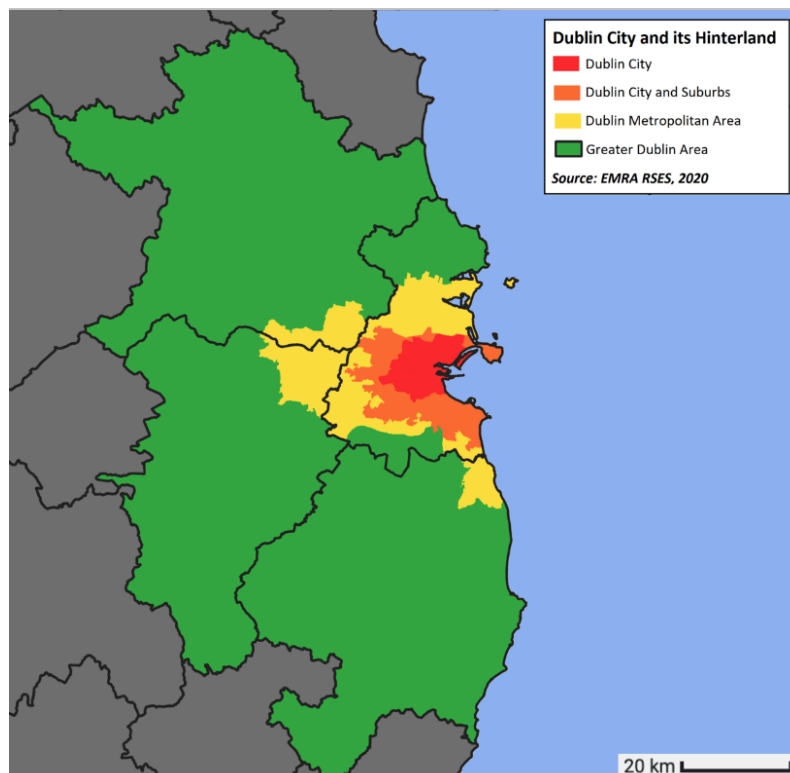 Dublin City and its Hinterland
Dublin City
Dublin City and Suburbs
Dublin Metropolitan Area
Greater Dublin Area
Source: EMRA RSES, 2020
20 km